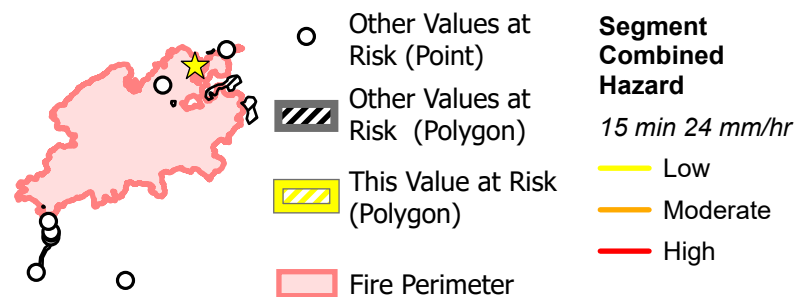 Other Values at
Risk (Point)
Other Values at
Risk (Polygon)
This Value at Risk
(Polygon)
Fire Perimeter
Segment
Combined
Hazard
15 min 24 mm/hr
Low
Moderate
High